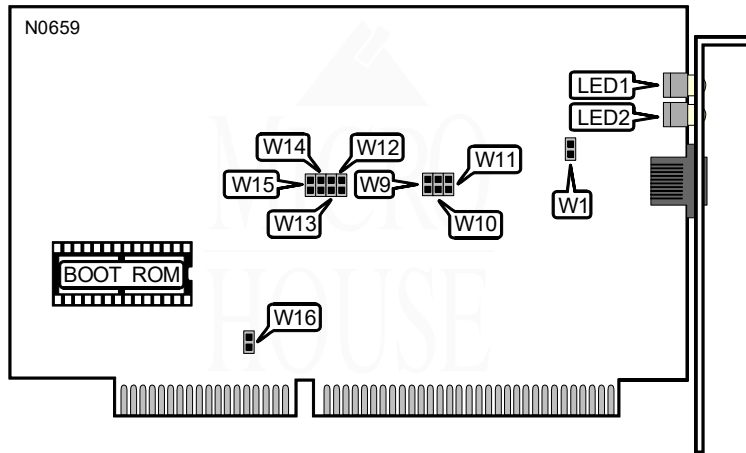 N0659
LED1
LED2
W14
W12
W15
W9
W11
W13
W10
W1
BOOT ROM
W16
MICRO
HOUSE